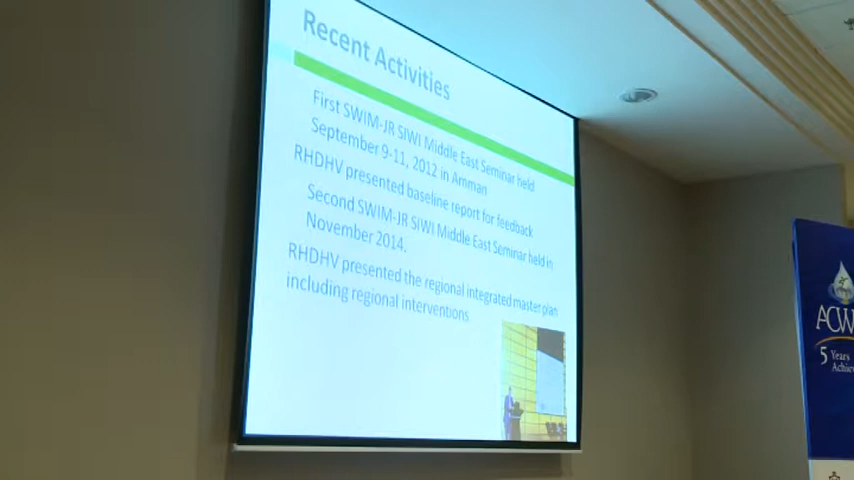 Recent Activities
First SWIM-JR SIWI Middle East Seminar held
September 9-11, 2012 in Amman
RHDHV presented baseline report for feedback
Second SWIM-JR SIWI Middle East Seminar held in
November 2014.
RHDHV presented the regional integrated master plan
including regional interventions
ACW
5 Years
Achie